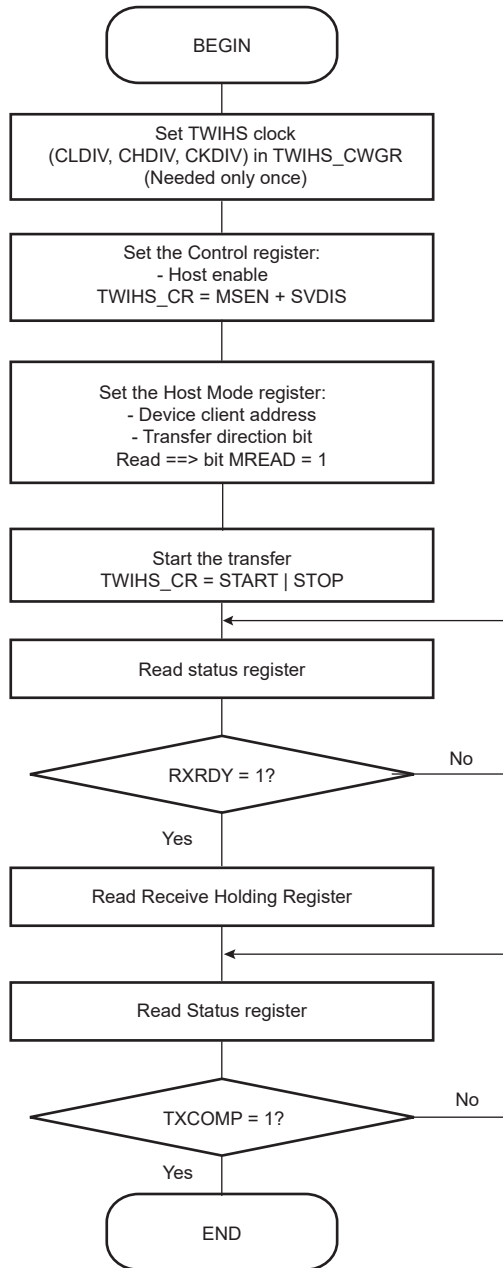 BEGIN
Set TWIHS clock
(CLDIV, CHDIV, CKDIV) in TWIHS_CWGR
(Needed only once)
Set the Control register:
- Host enable
TWIHS_CR = MSEN + SVDIS
Set the Host Mode register:
- Device client address
- Transfer direction bit
Read ==> bit MREAD = 1
Start the transfer
TWIHS_CR = START | STOP
Read status register
RXRDY = 1?
No
Yes
Read Receive Holding Register
Read Status register
TXCOMP = 1?
No
Yes
END